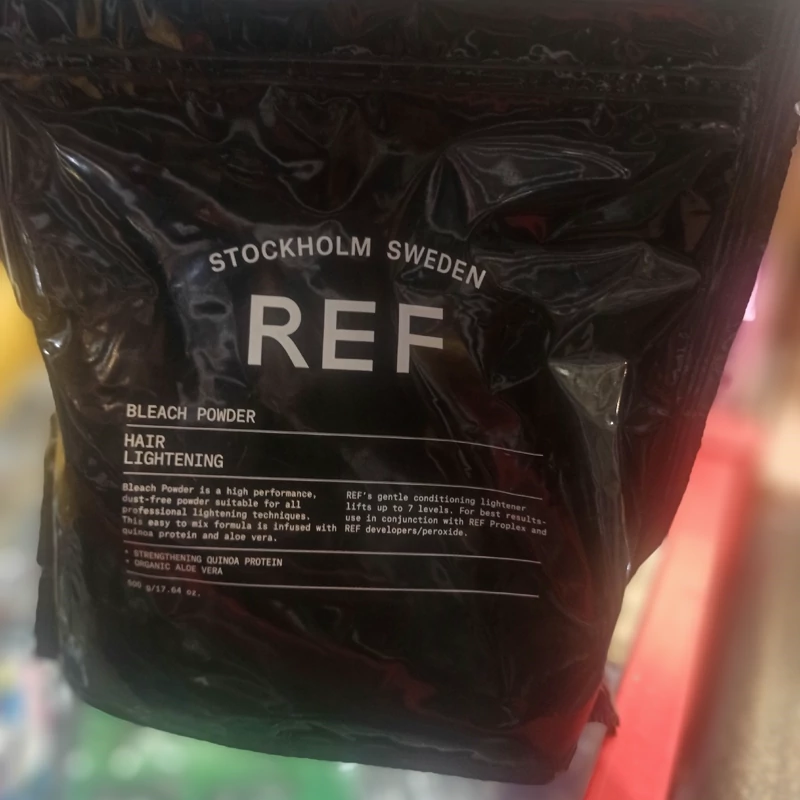 STOCKHOLM SWEDEN
REF
BLEACH POWDER
HAIR
LIGHTENING
Bleach Powder is a high performance,
dust-free powder suitable for all
professional lightening techniques.
This easy to mix formula is infused with
quinoa protein and aloe vera.
REF's gentle conditioning lightener
lifts up to 7 levels. For best results-
use in conjunction with REF Proplex and
REF developers/peroxide.
• STRENGTHENING QUINOA PROTEIN
• ORGANIC ALOE VERA
500 g/17.64 oz.